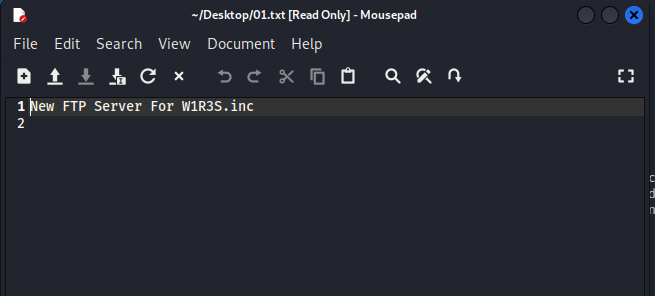 ~/Desktop/01.txt [Read Only] - Mousepad
File Edit Search View Document Help
1 New FTP Server For W1R3S.inc
2
c
d
n